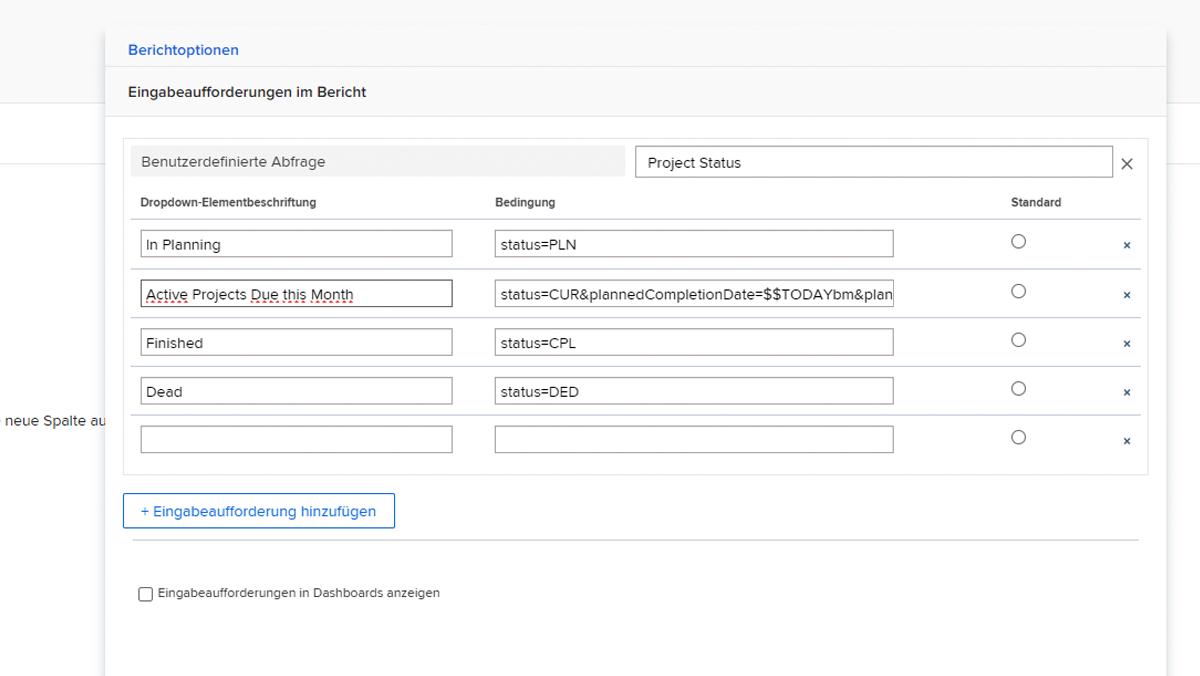 Berichtoptionen
Eingabeaufforderungen im Bericht
Benutzerdefinierte Abfrage Project Status
Dropdown-Elementbeschriftung Bedingung Standard
In Planning status=PLN
Active Projects Due this Month status=CUR&plannedCompletionDate=$$TODAYbm&plan
Finished status=CPL
Dead status=DED
neue Spalte au
+ Eingabeaufforderung hinzufügen
Eingabeaufforderungen in Dashboards anzeigen